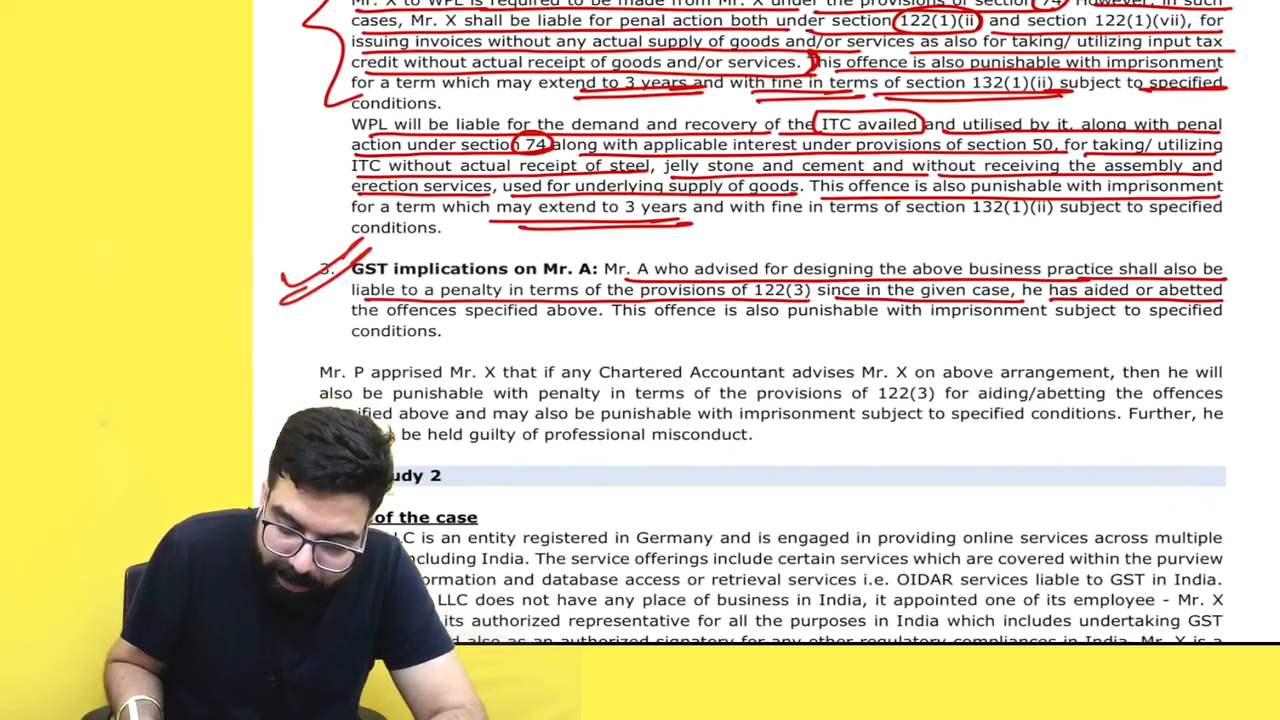 Mr. X to WPL is required to be made from Mr. X under the provisions of section 74. However, in such
cases, Mr. X shall be liable for penal action both under section 122(1)(ii) and section 122(1)(vii), for
issuing invoices without any actual supply of goods and/or services as also for taking/ utilizing input tax
credit without actual receipt of goods and/or services. This offence is also punishable with imprisonment
for a term which may extend to 3 years and with fine in terms of section 132(1)(ii) subject to specified
conditions.
WPL will be liable for the demand and recovery of the ITC availed and utilised by it, along with penal
action under section 74 along with applicable interest under provisions of section 50, for taking/ utilizing
ITC without actual receipt of steel, jelly stone and cement and without receiving the assembly and
erection services, used for underlying supply of goods. This offence is also punishable with imprisonment
for a term which may extend to 3 years and with fine in terms of section 132(1)(ii) subject to specified
conditions.
3. GST implications on Mr. A: Mr. A who advised for designing the above business practice shall also be
liable to a penalty in terms of the provisions of 122(3) since in the given case, he has aided or abetted
the offences specified above. This offence is also punishable with imprisonment subject to specified
conditions.
Mr. P apprised Mr. X that if any Chartered Accountant advises Mr. X on above arrangement, then he will
also be punishable with penalty in terms of the provisions of 122(3) for aiding/abetting the offences
ified above and may also be punishable with imprisonment subject to specified conditions. Further, he
be held guilty of professional misconduct.
udy 2
of the case
LC is an entity registered in Germany and is engaged in providing online services across multiple
including India. The service offerings include certain services which are covered within the purview
ormation and database access or retrieval services i.e. OIDAR services liable to GST in India.
LLC does not have any place of business in India, it appointed one of its employee - Mr. X
its authorized representative for all the purposes in India which includes undertaking GST
also as an authorized signatory for any other regulatory compliances in India. Mr. X is a